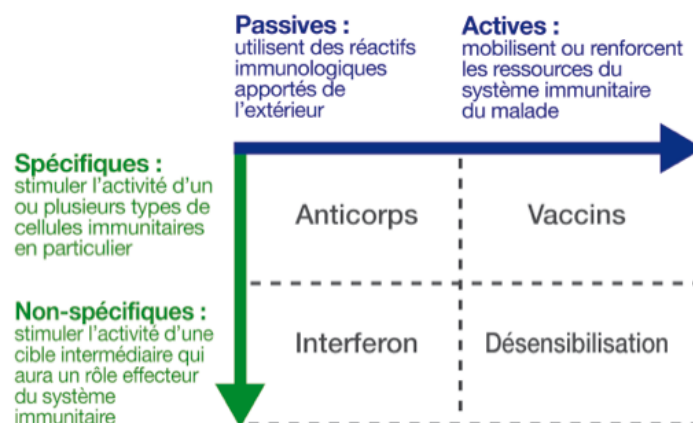 Passives :
utilisent des réactifs
immunologiques
apportés de
l'extérieur
Actives :
mobilisent ou renforcent
les ressources du
système immunitaire
du malade
Spécifiques :
stimuler l'activité d'un
ou plusieurs types de
cellules immunitaires
en particulier
Anticorps
Vaccins
Non-spécifiques :
stimuler l'activité d'une
cible intermédiaire qui
aura un rôle effecteur
du système
immunitaire
Interferon
Désensibilisation